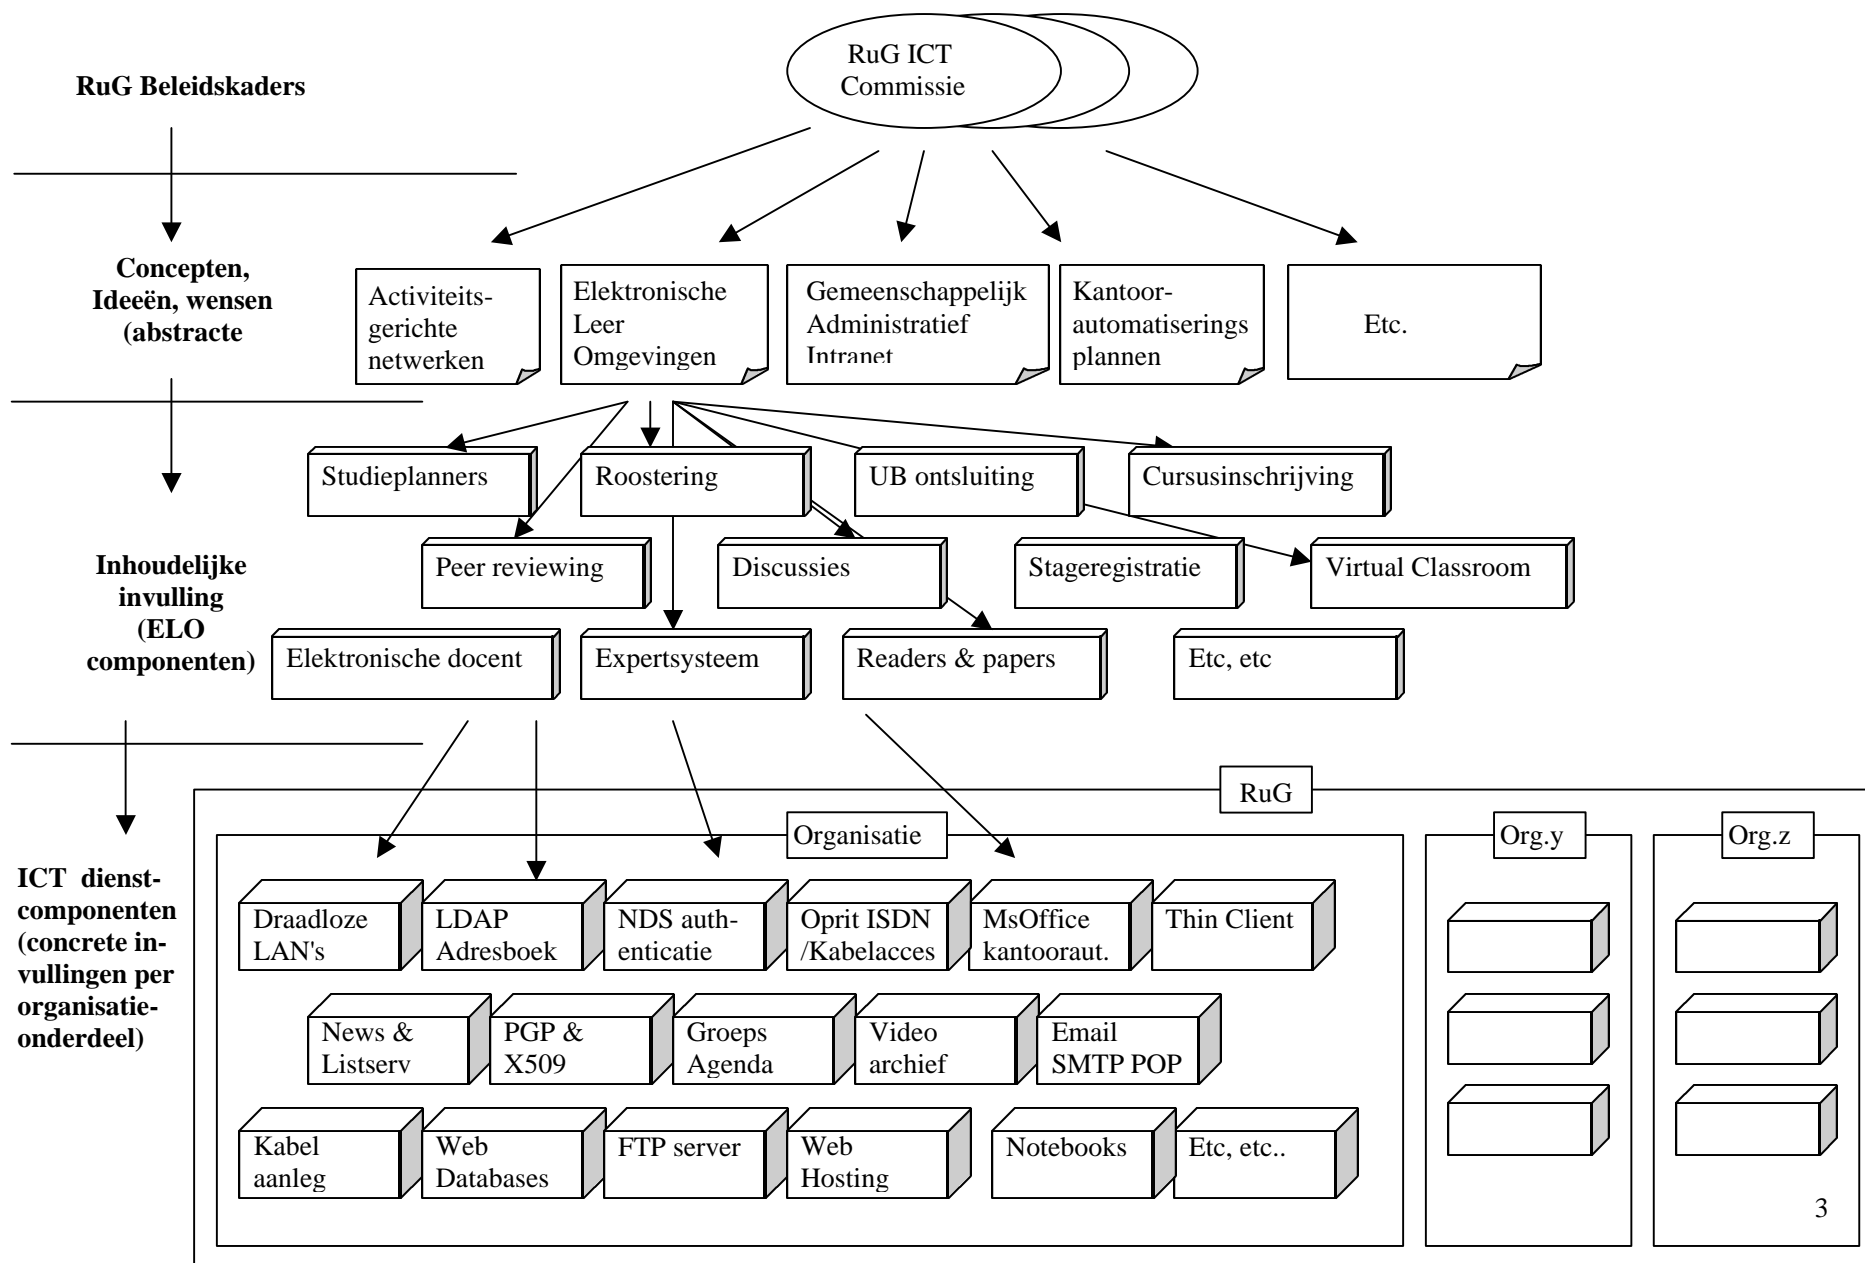 RuG ICT
Commissie
RuG Beleidskaders
Concepten,
Ideeën, wensen
(abstracte
Activiteits-
gerichte
netwerken
Elektronische
Leer
Omgevingen
Gemeenschappelijk
Administratief
Intranet
Kantoor-
automatiserings
plannen
Etc.
Studieplanners
Roostering
UB ontsluiting
Cursusinschrijving
Inhoudelijke
invulling
(ELO
componenten)
Peer reviewing
Discussies
Stageregistratie
Virtual Classroom
Elektronische docent
Expertsysteem
Readers & papers
Etc, etc
RuG
Organisatie
Org.y
Org.z
ICT dienst-
componenten
(concrete in-
vullingen per
organisatie-
onderdeel)
Draadloze
LAN's
LDAP
Adresboek
NDS auth-
enticatie
Oprit ISDN
/Kabelacces
MsOffice
kantooraut.
Thin Client
News &
Listserv
PGP &
X509
Groeps
Agenda
Video
archief
Email
SMTP POP
Kabel
aanleg
Web
Databases
FTP server
Web
Hosting
Notebooks
Etc, etc..
3